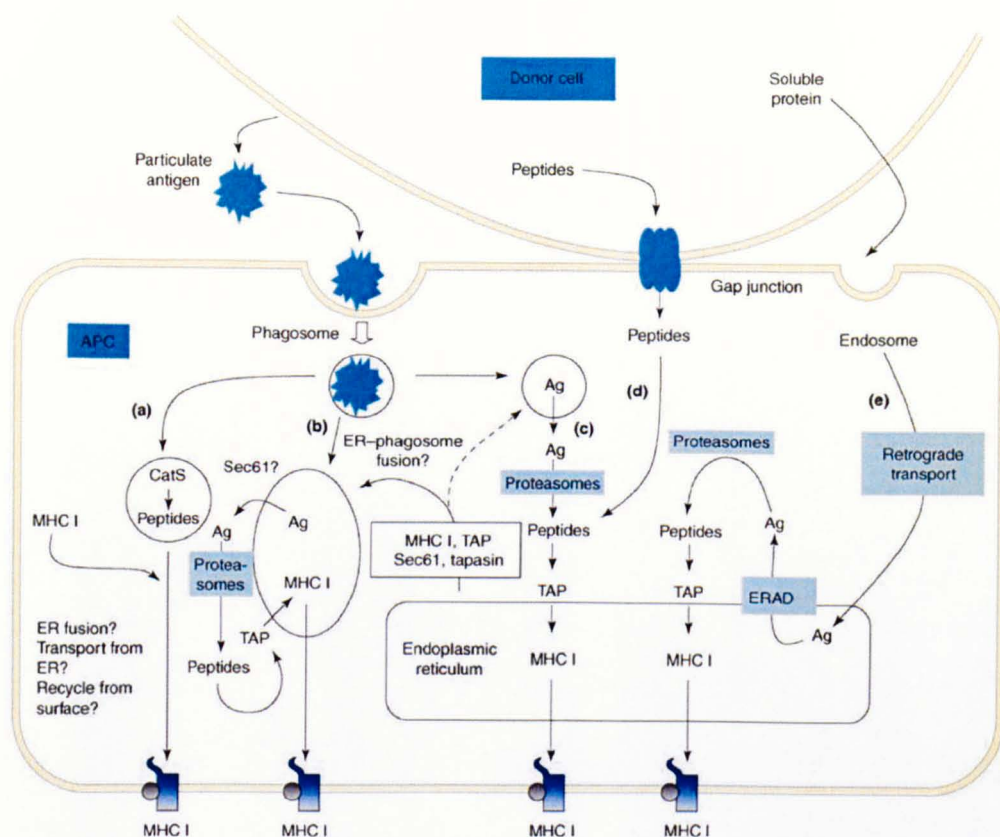 Donor cell
Soluble
protein
Particulate
antigen
Peptides
Gap junction
APC
Phagosome
Peptides
Endosome
(a)
(b)
Ag
(c)
(d)
(e)
ER–phagosome
fusion?
Sec61?
Ag
Proteasomes
Retrograde
transport
CatS
Peptides
MHC I
Ag
Ag
Protea-
somes
MHC I
TAP
Peptides
MHC I, TAP
Sec61, tapasin
Proteasomes
Peptides
Peptides
Ag
TAP
TAP
ERAD
Ag
Endoplasmic
reticulum
MHC I
MHC I
ER fusion?
Transport from
ER?
Recycle from
surface?
MHC I
MHC I
MHC I
MHC I